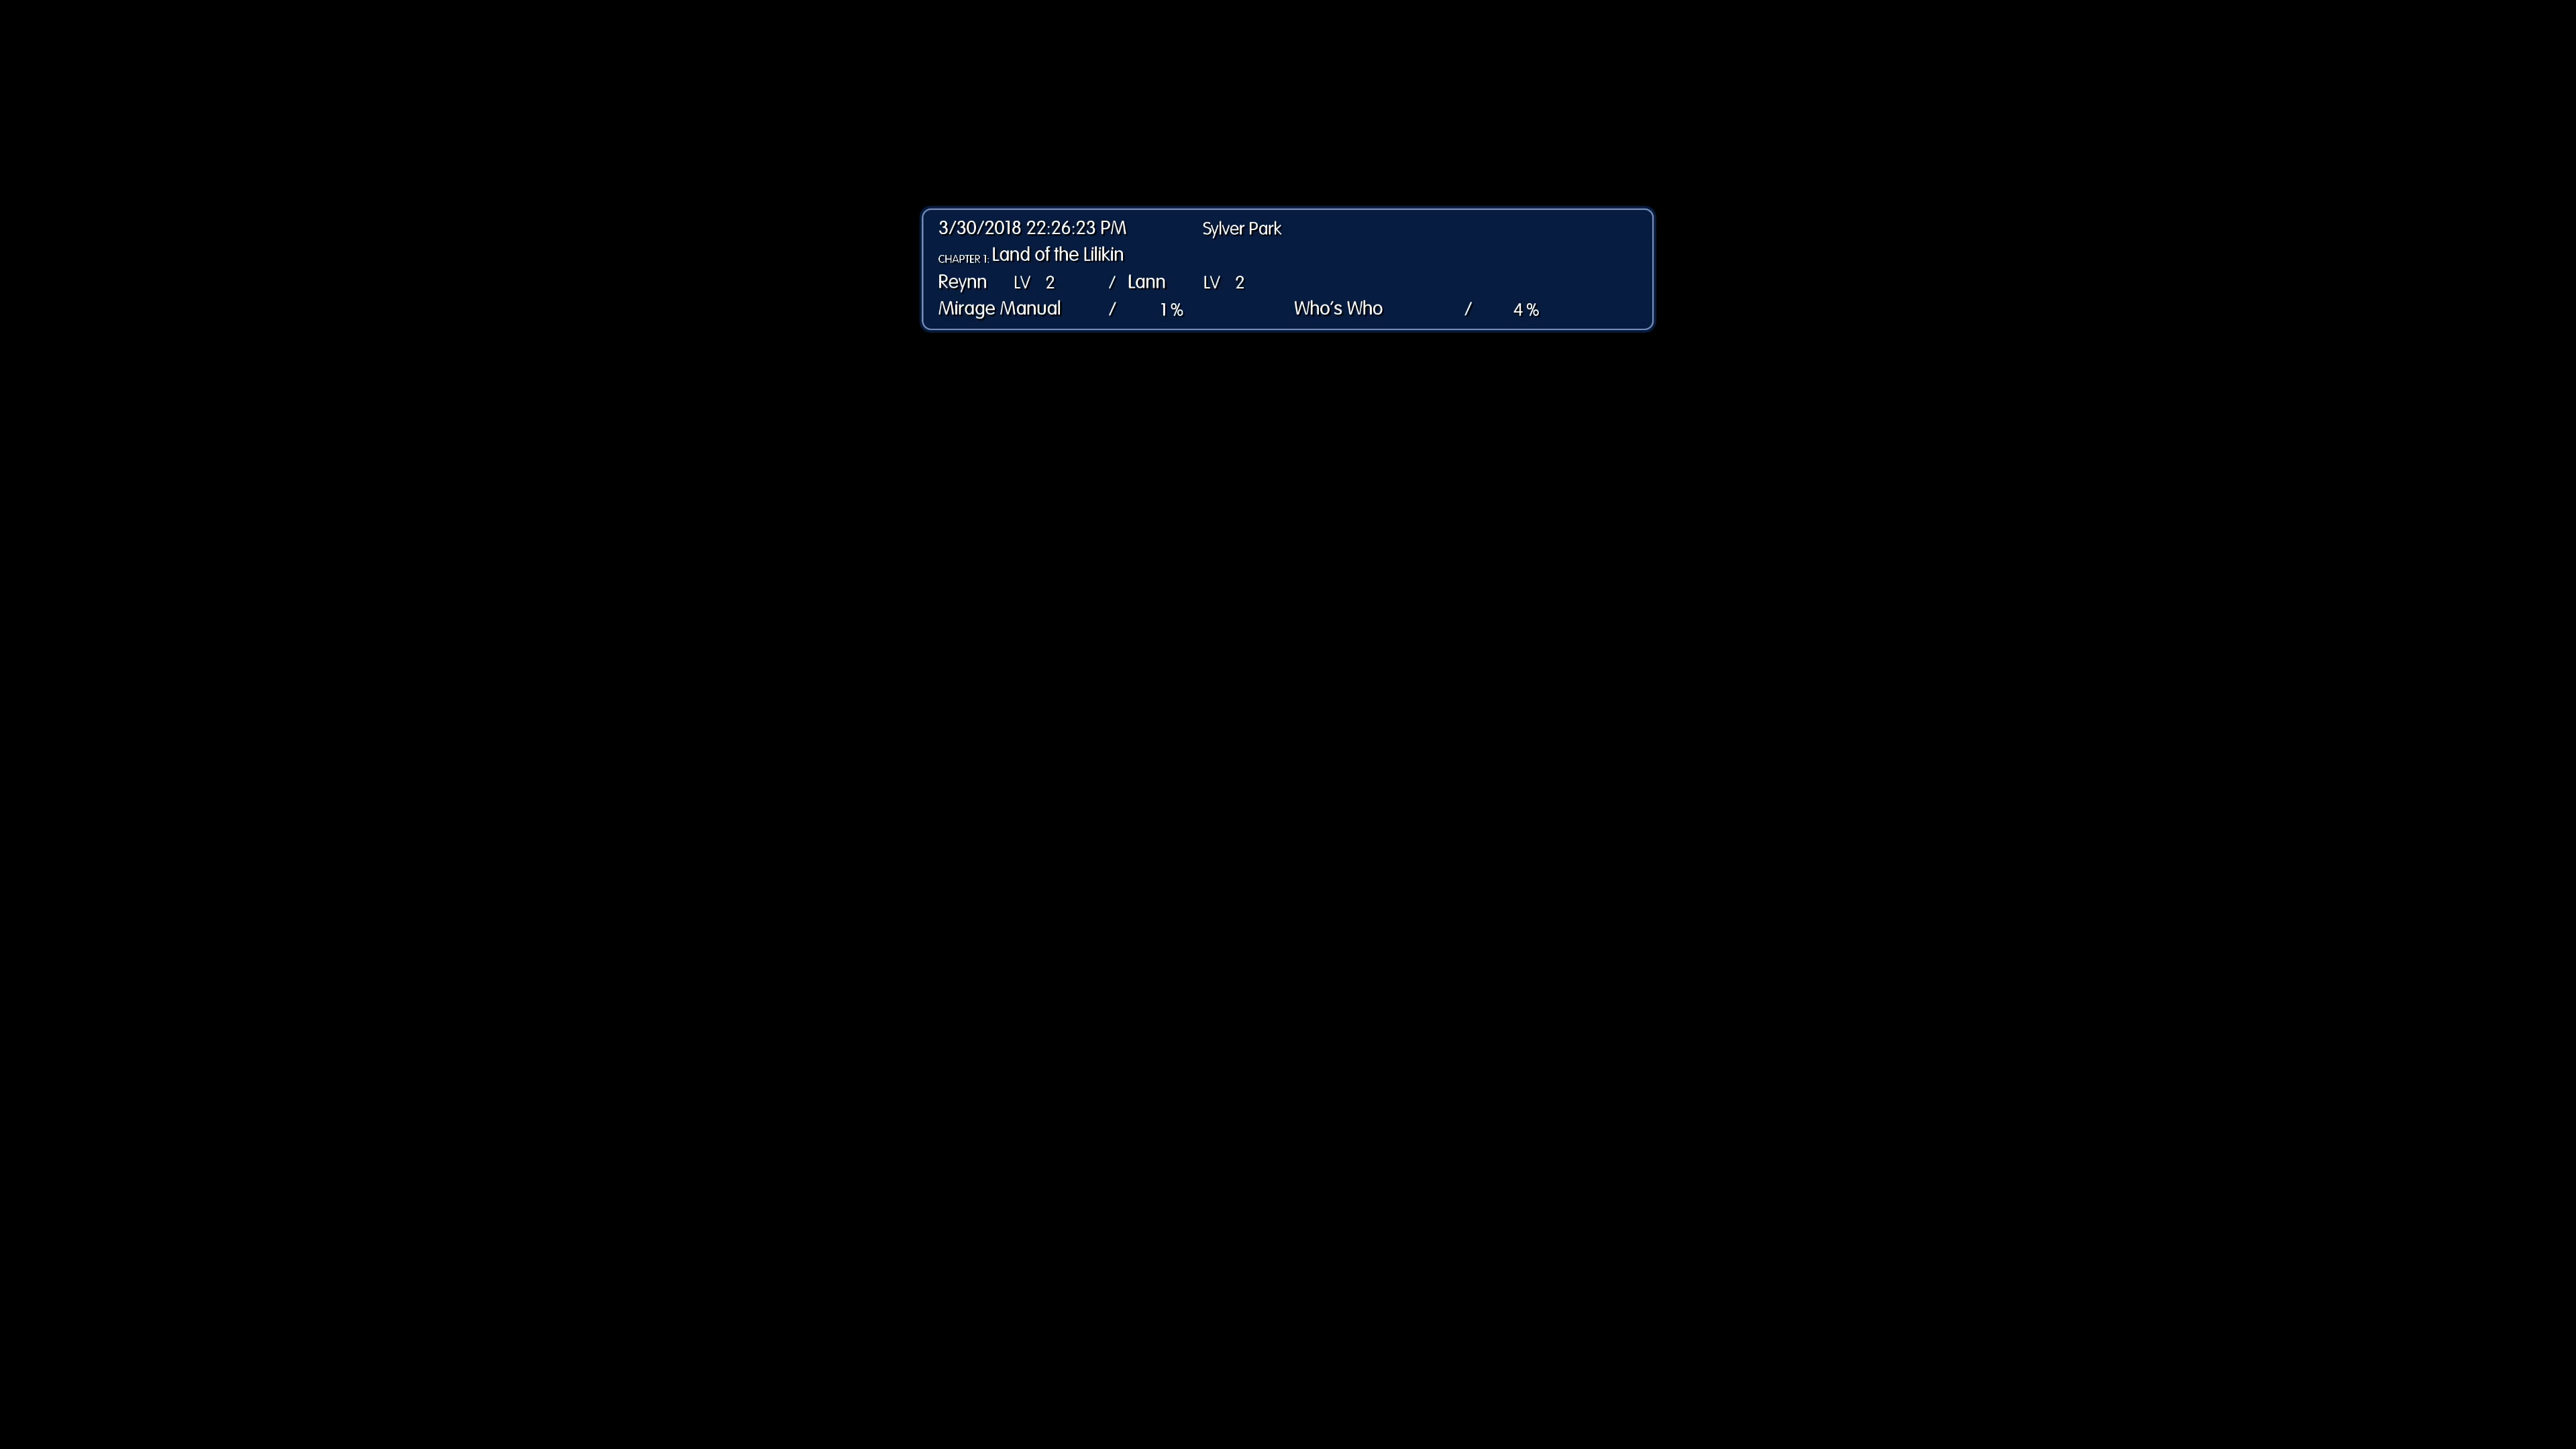 3/30/2018 22:26:23 PM Sylver Park
CHAPTER 1: Land of the Lilikin
Reynn LV 2 / Lann LV 2
Mirage Manual / 1% Who's Who / 4%